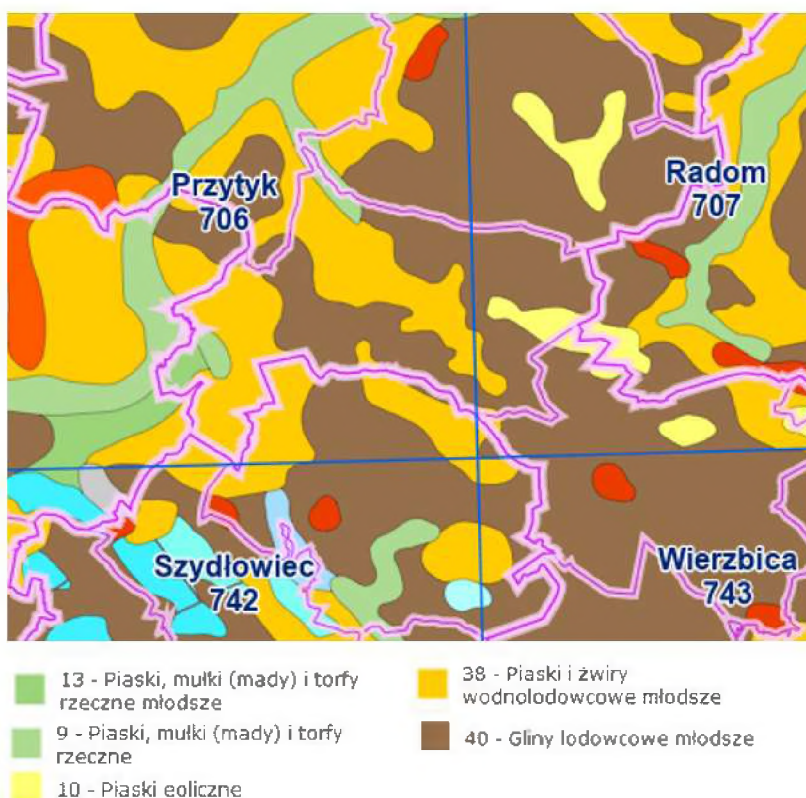 Przytyk
706
Radom
707
Szydłowiec
742
Wierzbica
743
13 - Piaski, mułki (mady) i torfy
rzeczne młodsze
9 - Piaski, mułki (mady) i torfy
rzeczne
10 - Piaski eoliczne
38 - Piaski i żwiry
wodnolodowcowe młodsze
40 - Gliny lodowcowe młodsze